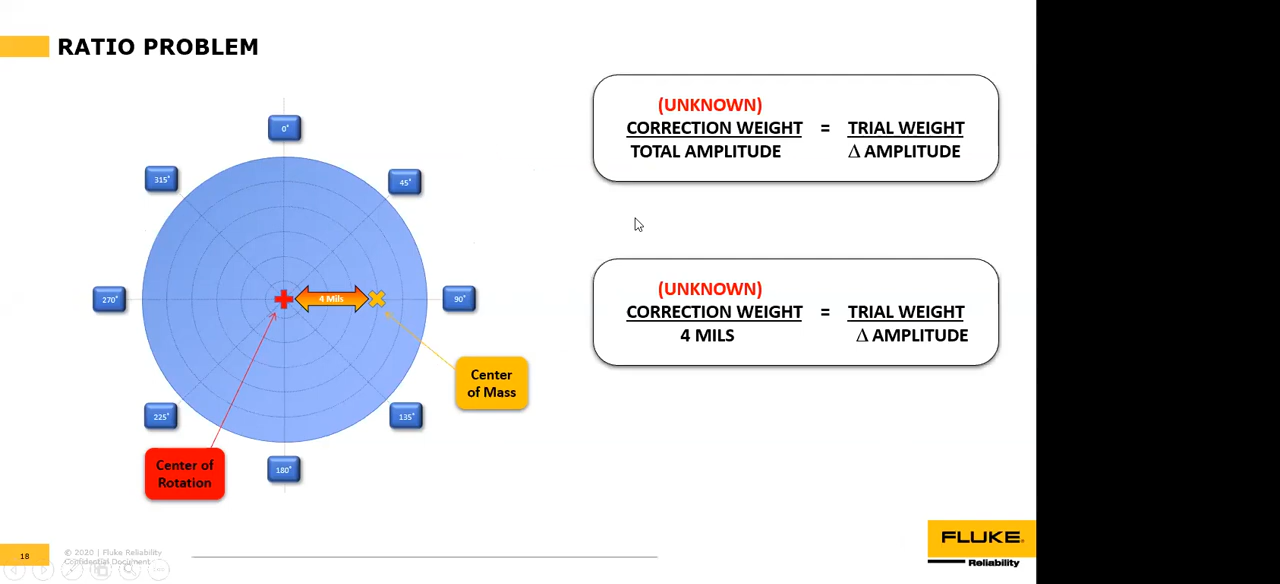 RATIO PROBLEM
0°
315°
45°
270°
4 Mils
90°
225°
135°
180°
Center
of Mass
Center of
Rotation
(UNKNOWN)
CORRECTION WEIGHT = TRIAL WEIGHT
TOTAL AMPLITUDE Δ AMPLITUDE
(UNKNOWN)
CORRECTION WEIGHT = TRIAL WEIGHT
4 MILS Δ AMPLITUDE
18
© 2020 | Fluke Reliability
Confidential Document
FLUKE®
Reliability